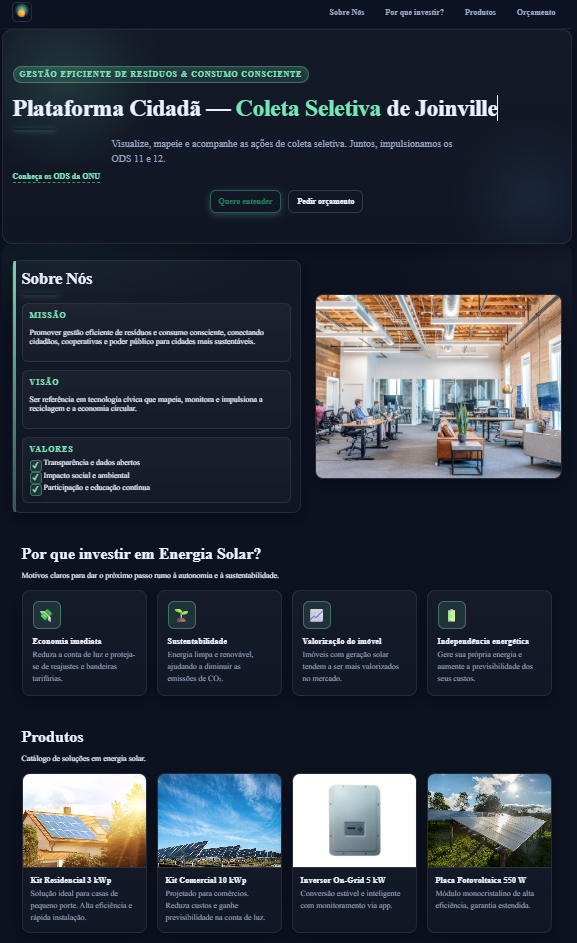 Sobre Nós Por que investir? Produtos Orçamento
GESTÃO EFICIENTE DE RESÍDUOS & CONSUMO CONSCIENTE
Plataforma Cidadã — Coleta Seletiva de Joinville
Visualize, mapeie e acompanhe as ações de coleta seletiva. Juntos, impulsionamos os
ODS 11 e 12.
Conheça os ODS da ONU
Quero entender Pedir orçamento
Sobre Nós
MISSÃO
Promover gestão eficiente de resíduos e consumo consciente, conectando
cidadãos, cooperativas e poder público para cidades mais sustentáveis.
VISÃO
Ser referência em tecnologia cívica que mapeia, monitora e impulsiona a
reciclagem e a economia circular.
VALORES
Transparência e dados abertos
Impacto social e ambiental
Participação e educação contínua
Por que investir em Energia Solar?
Motivos claros para dar o próximo passo rumo à autonomia e à sustentabilidade.
Economia imediata
Reduza a conta de luz e proteja-
se de reajustes e bandeiras
tarifárias.
Sustentabilidade
Energia limpa e renovável,
ajudando a diminuir as
emissões de CO₂.
Valorização do imóvel
Imóveis com geração solar
tendem a ser mais valorizados
no mercado.
Independência energética
Gere sua própria energia e
aumente a previsibilidade dos
seus custos.
Produtos
Catálogo de soluções em energia solar.
Kit Residencial 3 kWp
Solução ideal para casas de
pequeno porte. Alta eficiência e
rápida instalação.
Kit Comercial 10 kWp
Projetado para comércios.
Reduza custos e ganhe
previsibilidade na conta de luz.
Inversor On-Grid 5 kW
Conversão estável e inteligente
com monitoramento via app.
Placa Fotovoltaica 550 W
Módulo monocristalino de alta
eficiência, garantia estendida.